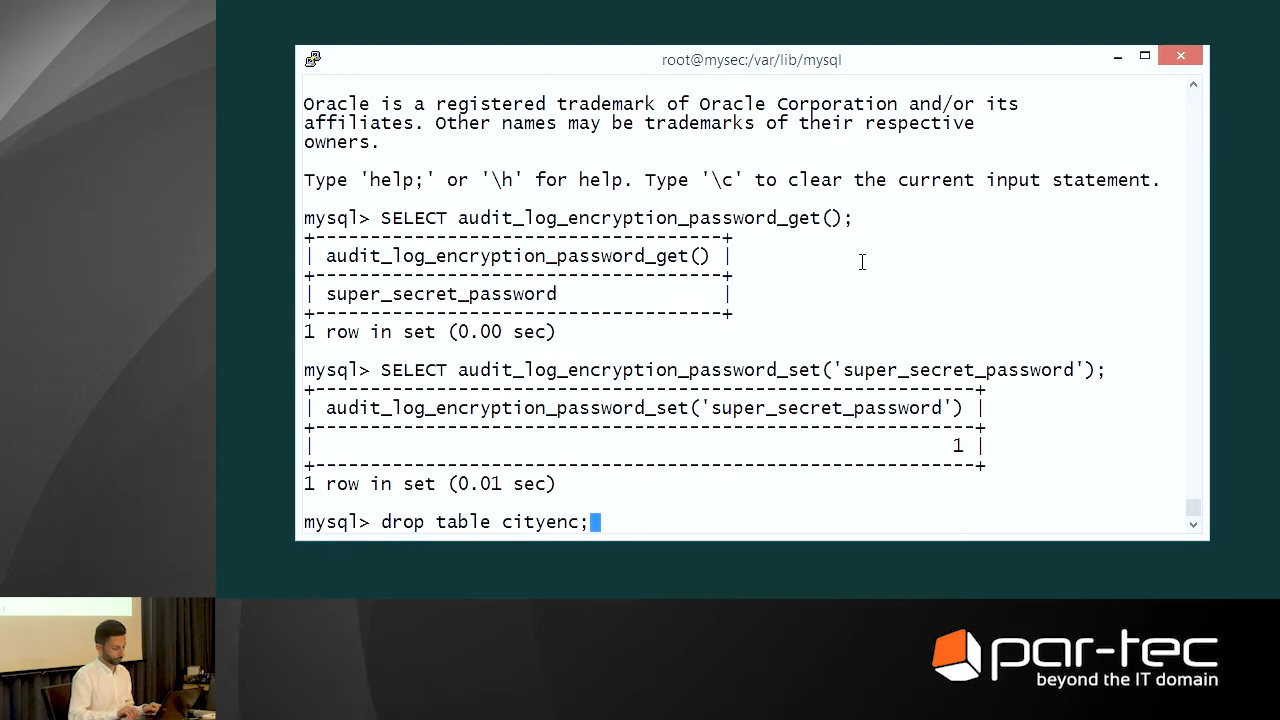 root@mysec:/var/lib/mysql
Oracle is a registered trademark of Oracle Corporation and/or its
affiliates. Other names may be trademarks of their respective
owners.
Type 'help;' or '\h' for help. Type '\c' to clear the current input statement.
mysql> SELECT audit_log_encryption_password_get();
+--------------------------------------+
| audit_log_encryption_password_get() |
+--------------------------------------+
| super_secret_password |
+--------------------------------------+
1 row in set (0.00 sec)
mysql> SELECT audit_log_encryption_password_set('super_secret_password');
+-------------------------------------------------------------+
| audit_log_encryption_password_set('super_secret_password') |
+-------------------------------------------------------------+
| 1 |
+-------------------------------------------------------------+
1 row in set (0.01 sec)
mysql> drop table cityenc;
par-tec
beyond the IT domain